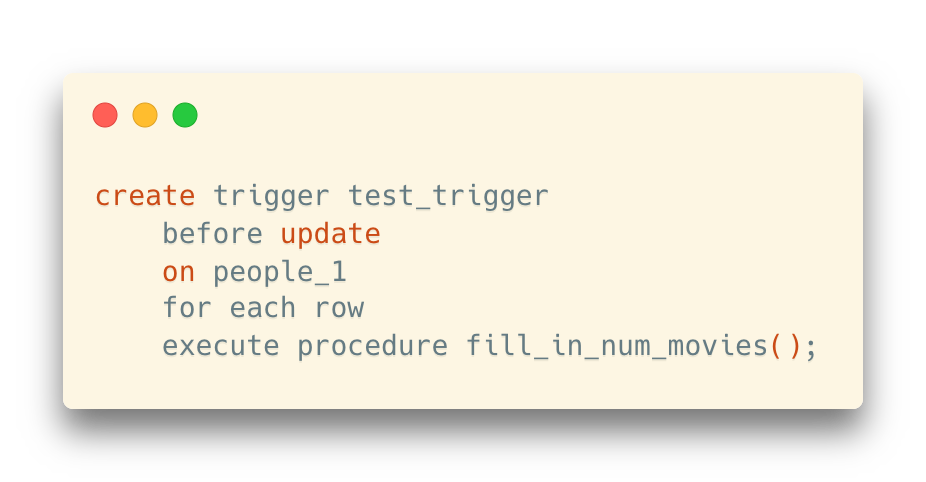 create trigger test_trigger
    before update
    on people_1
    for each row
    execute procedure fill_in_num_movies();